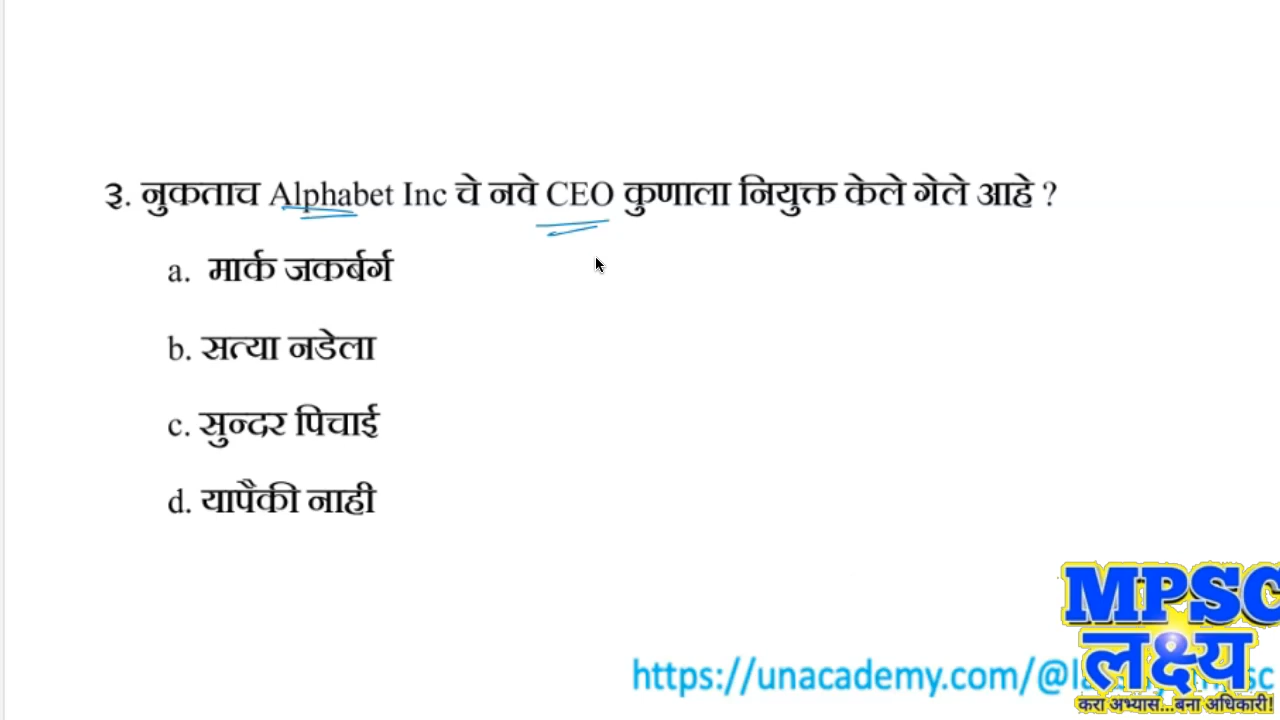 ३. नुकताच Alphabet Inc चे नवे CEO कुणाला नियुक्त केले गेले आहे ?
a. मार्क जकर्बर्ग
b. सत्या नडेला
c. सुन्दर पिचाई
d. यापैकी नाही
MPSC
लक्ष्य
https://unacademy.com/@la
करा अभ्यास...बना अधिकारी!